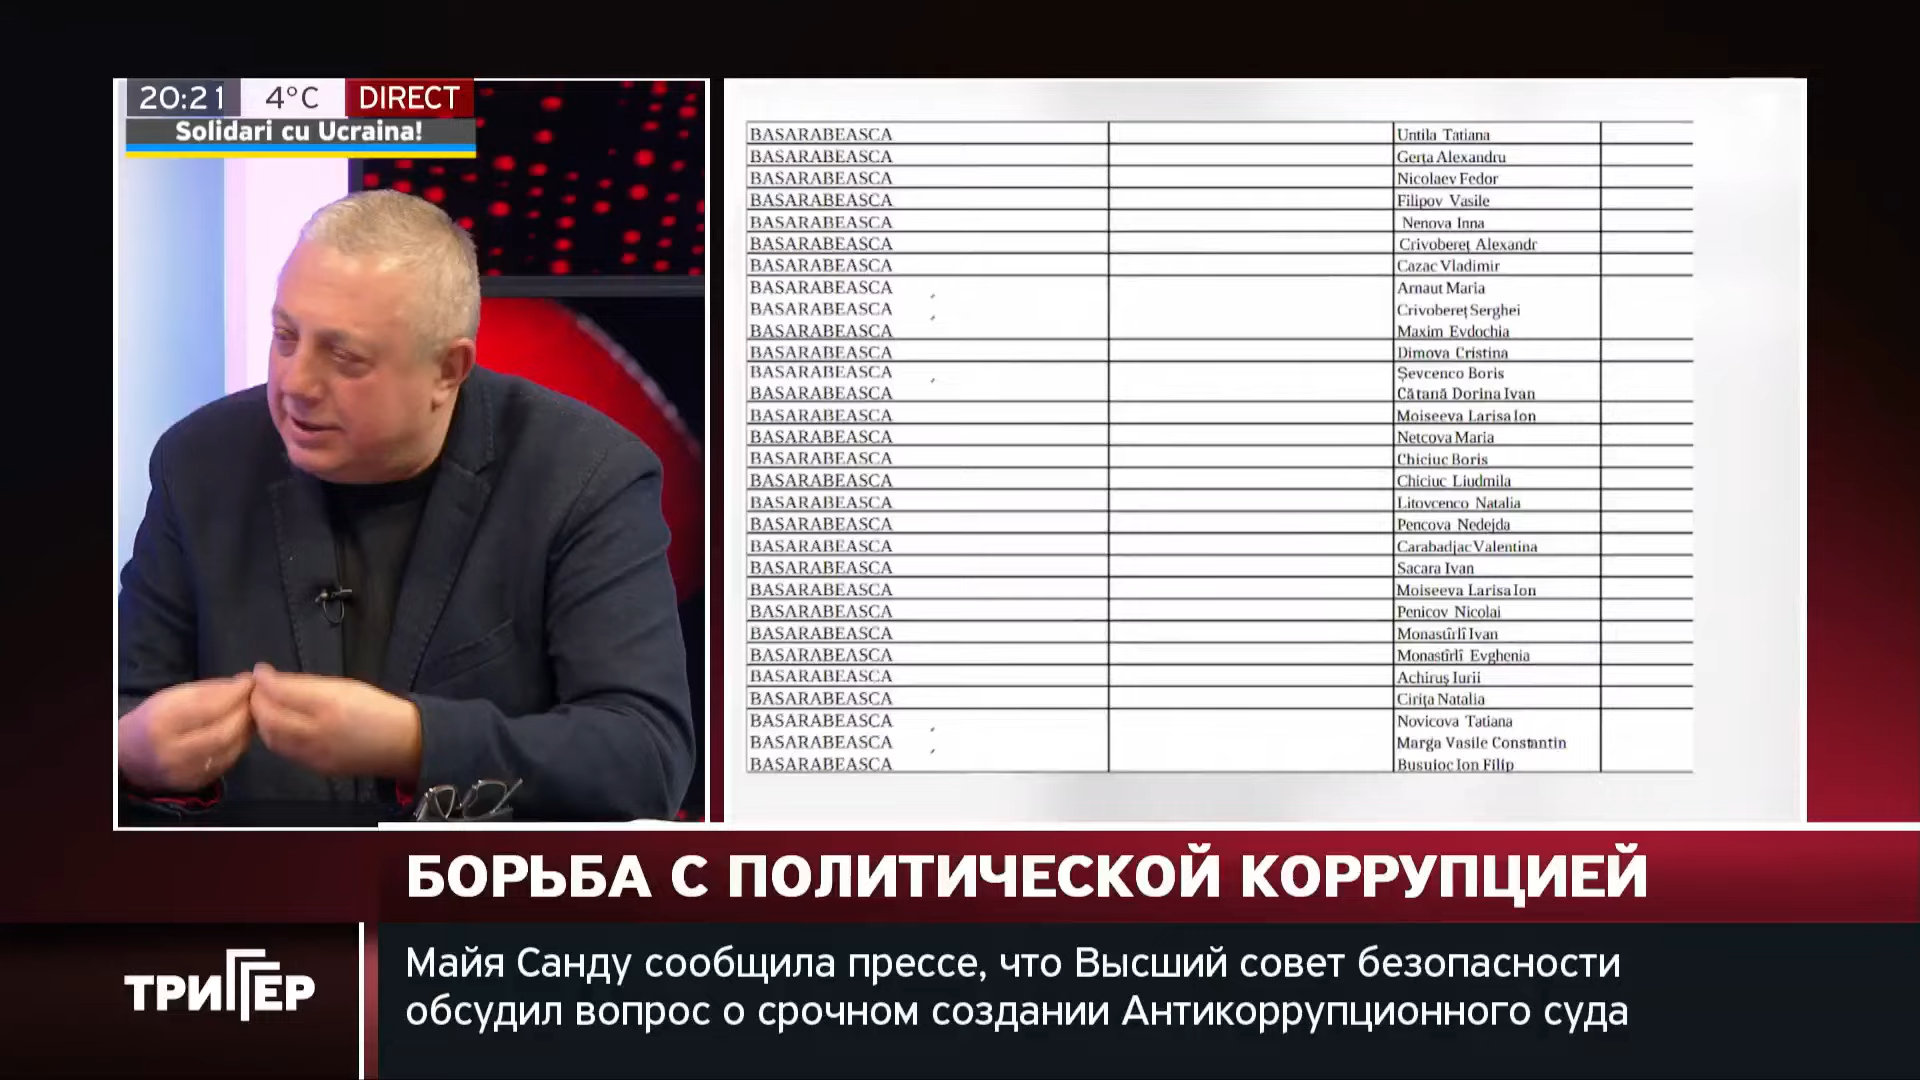 20:21 4°C DIRECT
Solidari cu Ucraina!
BASARABEASCA Untila Tatiana
BASARABEASCA Gerța Alexandru
BASARABEASCA Nicolaev Fedor
BASARABEASCA Filipov Vasile
BASARABEASCA Nenova Inna
BASARABEASCA Crivobereț Alexandr
BASARABEASCA Cazac Vladimir
BASARABEASCA Arnaut Maria
BASARABEASCA Crivobereț Serghei
BASARABEASCA Maxim Evdochia
BASARABEASCA Dimova Cristina
BASARABEASCA Șevcenco Boris
BASARABEASCA Cătană Dorina Ivan
BASARABEASCA Moiseeva Larisa Ion
BASARABEASCA Netcova Maria
BASARABEASCA Chiciuc Boris
BASARABEASCA Chiciuc Liudmila
BASARABEASCA Litovcenco Natalia
BASARABEASCA Pencova Nedejda
BASARABEASCA Carabadjac Valentina
BASARABEASCA Sacara Ivan
BASARABEASCA Moiseeva Larisa Ion
BASARABEASCA Penicov Nicolai
BASARABEASCA Monastîrlî Ivan
BASARABEASCA Monastîrlî Evghenia
BASARABEASCA Achiruș Iurii
BASARABEASCA Cirița Natalia
BASARABEASCA Novicova Tatiana
BASARABEASCA Marga Vasile Constantin
BASARABEASCA Busuioc Ion Filip
БОРЬБА С ПОЛИТИЧЕСКОЙ КОРРУПЦИЕЙ
ТРИГГЕР
Майя Санду сообщила прессе, что Высший совет безопасности
обсудил вопрос о срочном создании Антикоррупционного суда